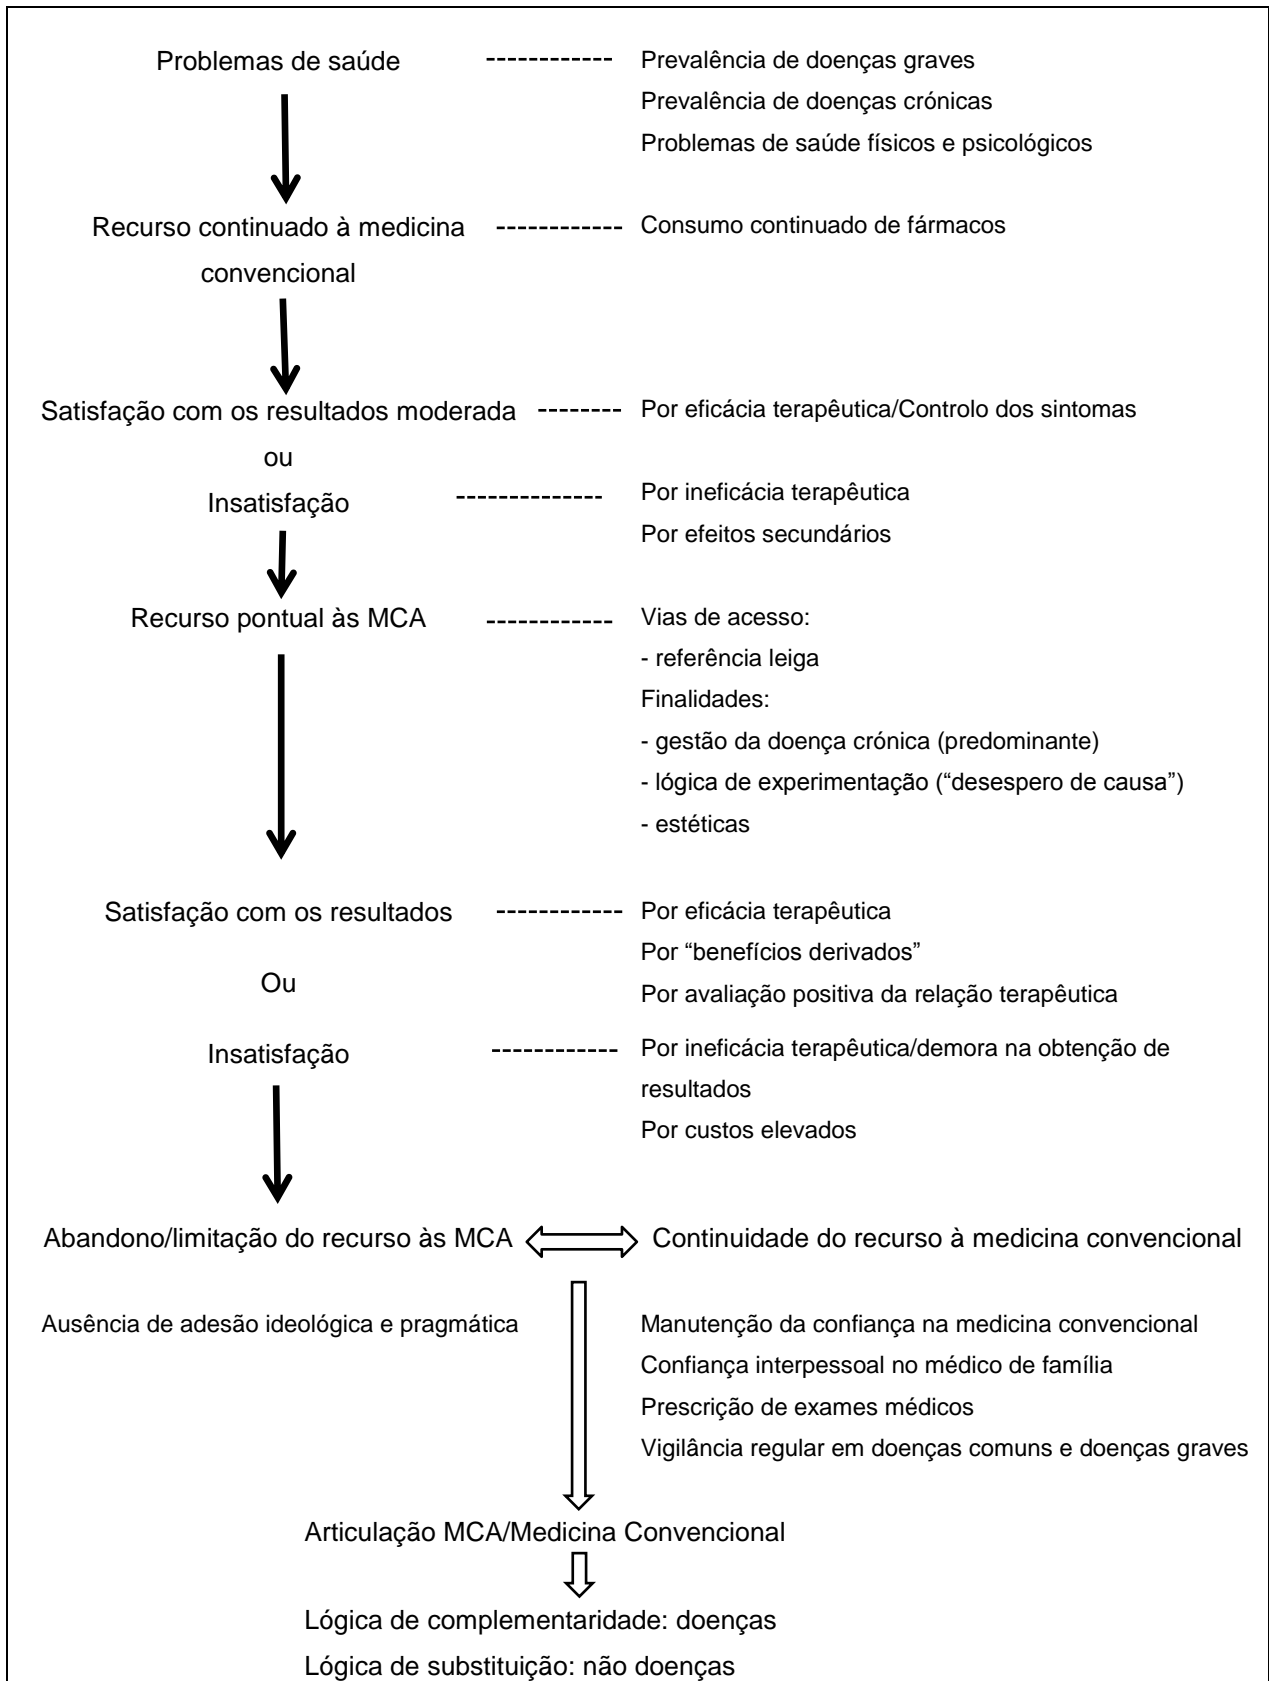 Problemas de saúde ------------ Prevalência de doenças graves
Prevalência de doenças crónicas
Problemas de saúde físicos e psicológicos
Recurso continuado à medicina ------------ Consumo continuado de fármacos
convencional
Satisfação com os resultados moderada -------- Por eficácia terapêutica/Controlo dos sintomas
ou
Insatisfação ----------- Por ineficácia terapêutica
Por efeitos secundários
Recurso pontual às MCA ------------ Vias de acesso:
- referência leiga
Finalidades:
- gestão da doença crónica (predominante)
- lógica de experimentação (“desespero de causa”)
- estéticas
Satisfação com os resultados ------------ Por eficácia terapêutica
Por “benefícios derivados”
Ou
Por avaliação positiva da relação terapêutica
Insatisfação ------------ Por ineficácia terapêutica/demora na obtenção de
resultados
Por custos elevados
Abandono/limitação do recurso às MCA Continuidade do recurso à medicina convencional
Ausência de adesão ideológica e pragmática Manutenção da confiança na medicina convencional
Confiança interpessoal no médico de família
Prescrição de exames médicos
Vigilância regular em doenças comuns e doenças graves
Articulação MCA/Medicina Convencional
Lógica de complementaridade: doenças
Lógica de substituição: não doenças